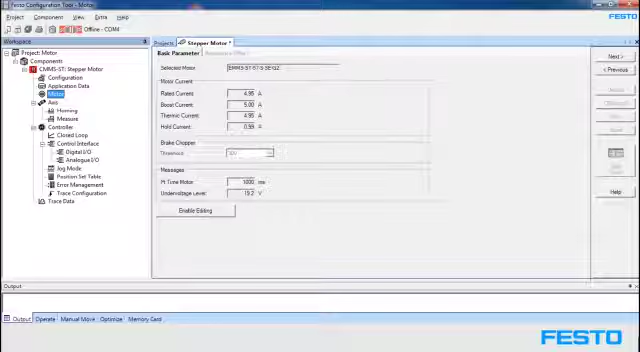 Festo Configuration Tool - Motor
Project Component View Extra Help
FESTO
Offline - COM4
Workspace
Projects Stepper Motor *
Project: Motor
Components
CMMS-ST: Stepper Motor
Configuration
Application Data
Motor
Axis
Homing
Measure
Controller
Closed Loop
Control Interface
Digital I/O
Analogue I/O
Jog Mode
Position Set Table
Error Management
Trace Configuration
Trace Data
Basic Parameter
Selected Motor
Motor Current
Rated Current: 4.95 A
Boost Current: 5.00 A
Thermic Current: 4.95 A
Hold Current: 0.99 A
Brake Chopper
Threshold:
Messages
I²t Time Motor: 1000 ms
Undervoltage Level: 19.2 V
Enable Editing
Next >
< Previous
Help
Output
Output Operate Manual Move Optimize Memory Card
FESTO